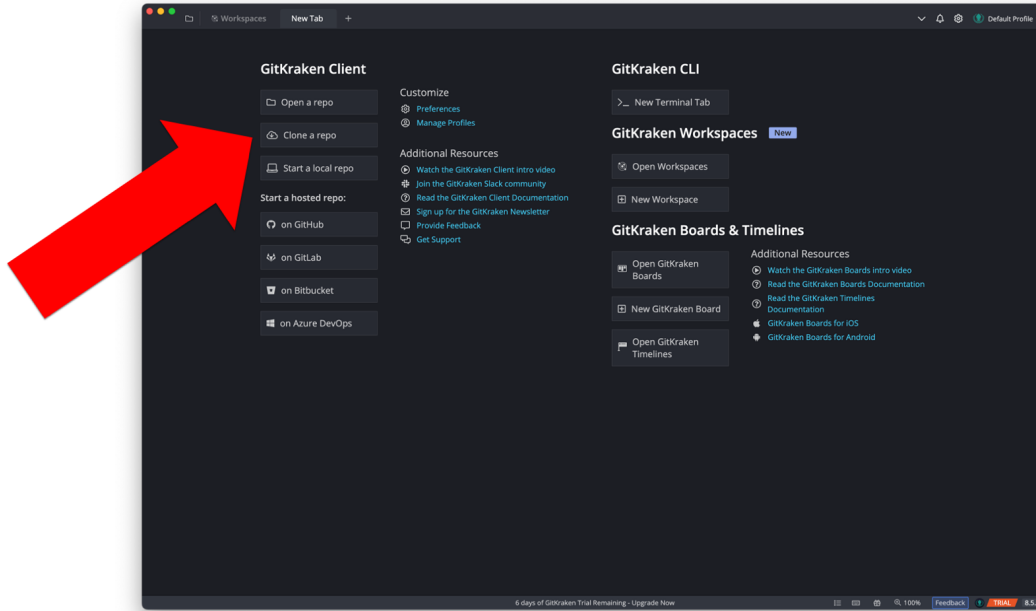 Workspaces
New Tab
Default Profile
GitKraken Client
Open a repo
Clone a repo
Start a local repo
Start a hosted repo:
on GitHub
on GitLab
on Bitbucket
on Azure DevOps
Customize
Preferences
Manage Profiles
Additional Resources
Watch the GitKraken Client intro video
Join the GitKraken Slack community
Read the GitKraken Client Documentation
Sign up for the GitKraken Newsletter
Provide Feedback
Get Support
GitKraken CLI
New Terminal Tab
GitKraken Workspaces New
Open Workspaces
New Workspace
GitKraken Boards & Timelines
Open GitKraken
Boards
New GitKraken Board
Open GitKraken
Timelines
Additional Resources
Watch the GitKraken Boards intro video
Read the GitKraken Boards Documentation
Read the GitKraken Timelines
Documentation
GitKraken Boards for iOS
GitKraken Boards for Android
6 days of GitKraken Trial Remaining - Upgrade Now
100%
Feedback
TRIAL